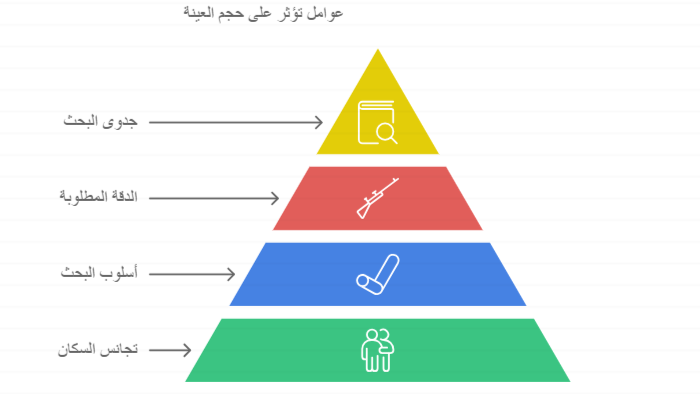 عوامل تؤثر على حجم العينة
جدوى البحث
الدقة المطلوبة
أسلوب البحث
تجانس السكان